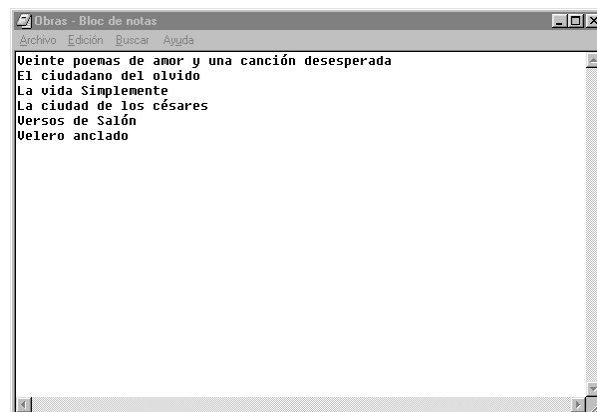 Obras - Bloc de notas
Archivo Edición Buscar Ayuda
Veinte poemas de amor y una canción desesperada
El ciudadano del olvido
La vida Simplemente
La ciudad de los césares
Versos de Salón
Velero anclado